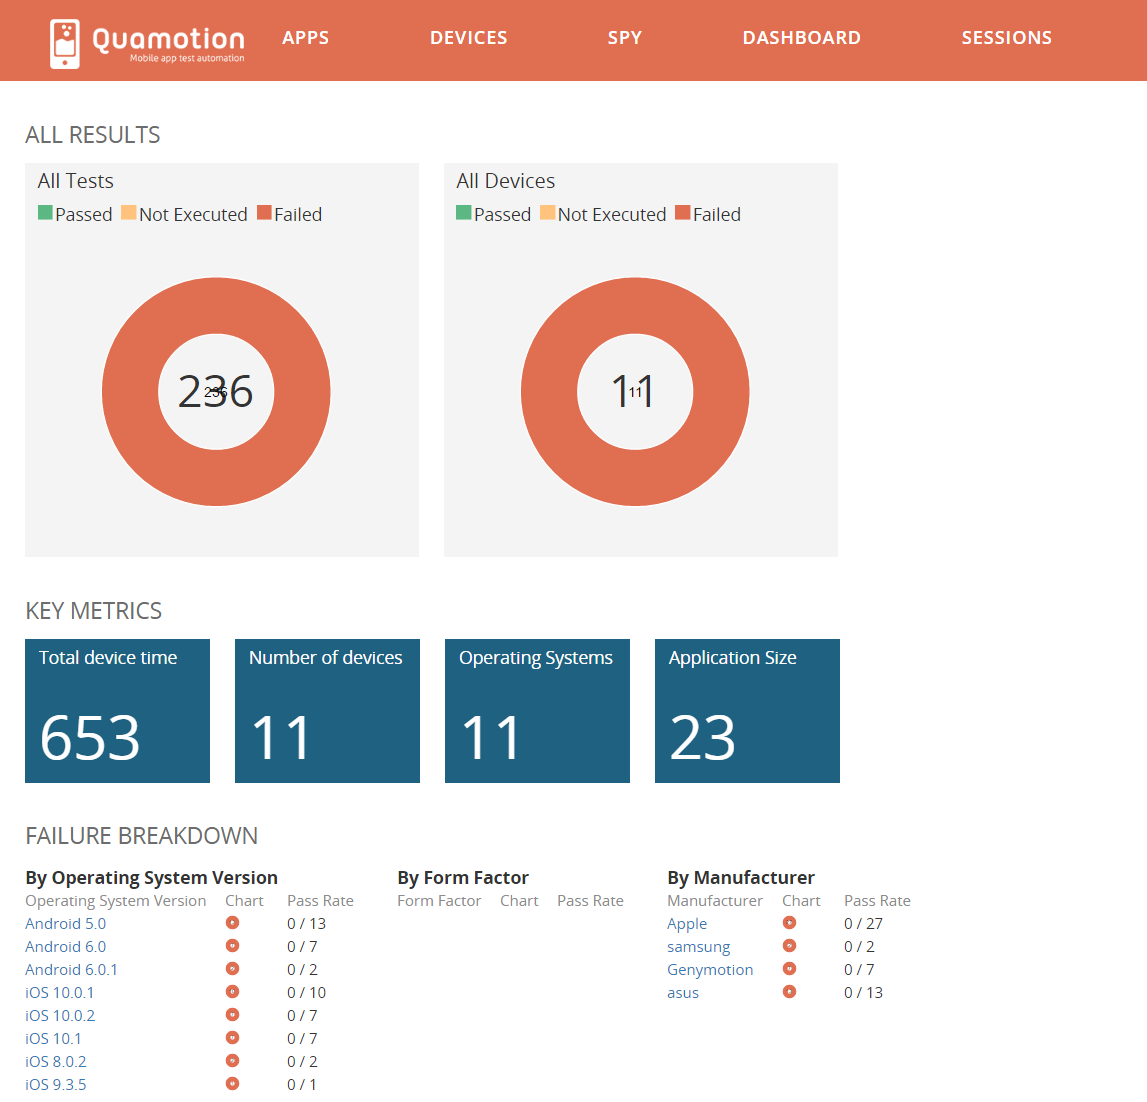 Quamotion
Mobile app test automation
APPS DEVICES SPY DASHBOARD SESSIONS
ALL RESULTS
All Tests
Passed Not Executed Failed
236
236
All Devices
Passed Not Executed Failed
11
11
KEY METRICS
Total device time
653
Number of devices
11
Operating Systems
11
Application Size
23
FAILURE BREAKDOWN
By Operating System Version
Operating System Version Chart Pass Rate
Android 5.0 0 / 13
Android 6.0 0 / 7
Android 6.0.1 0 / 2
iOS 10.0.1 0 / 10
iOS 10.0.2 0 / 7
iOS 10.1 0 / 7
iOS 8.0.2 0 / 2
iOS 9.3.5 0 / 1
By Form Factor
Form Factor Chart Pass Rate
By Manufacturer
Manufacturer Chart Pass Rate
Apple 0 / 27
samsung 0 / 2
Genymotion 0 / 7
asus 0 / 13